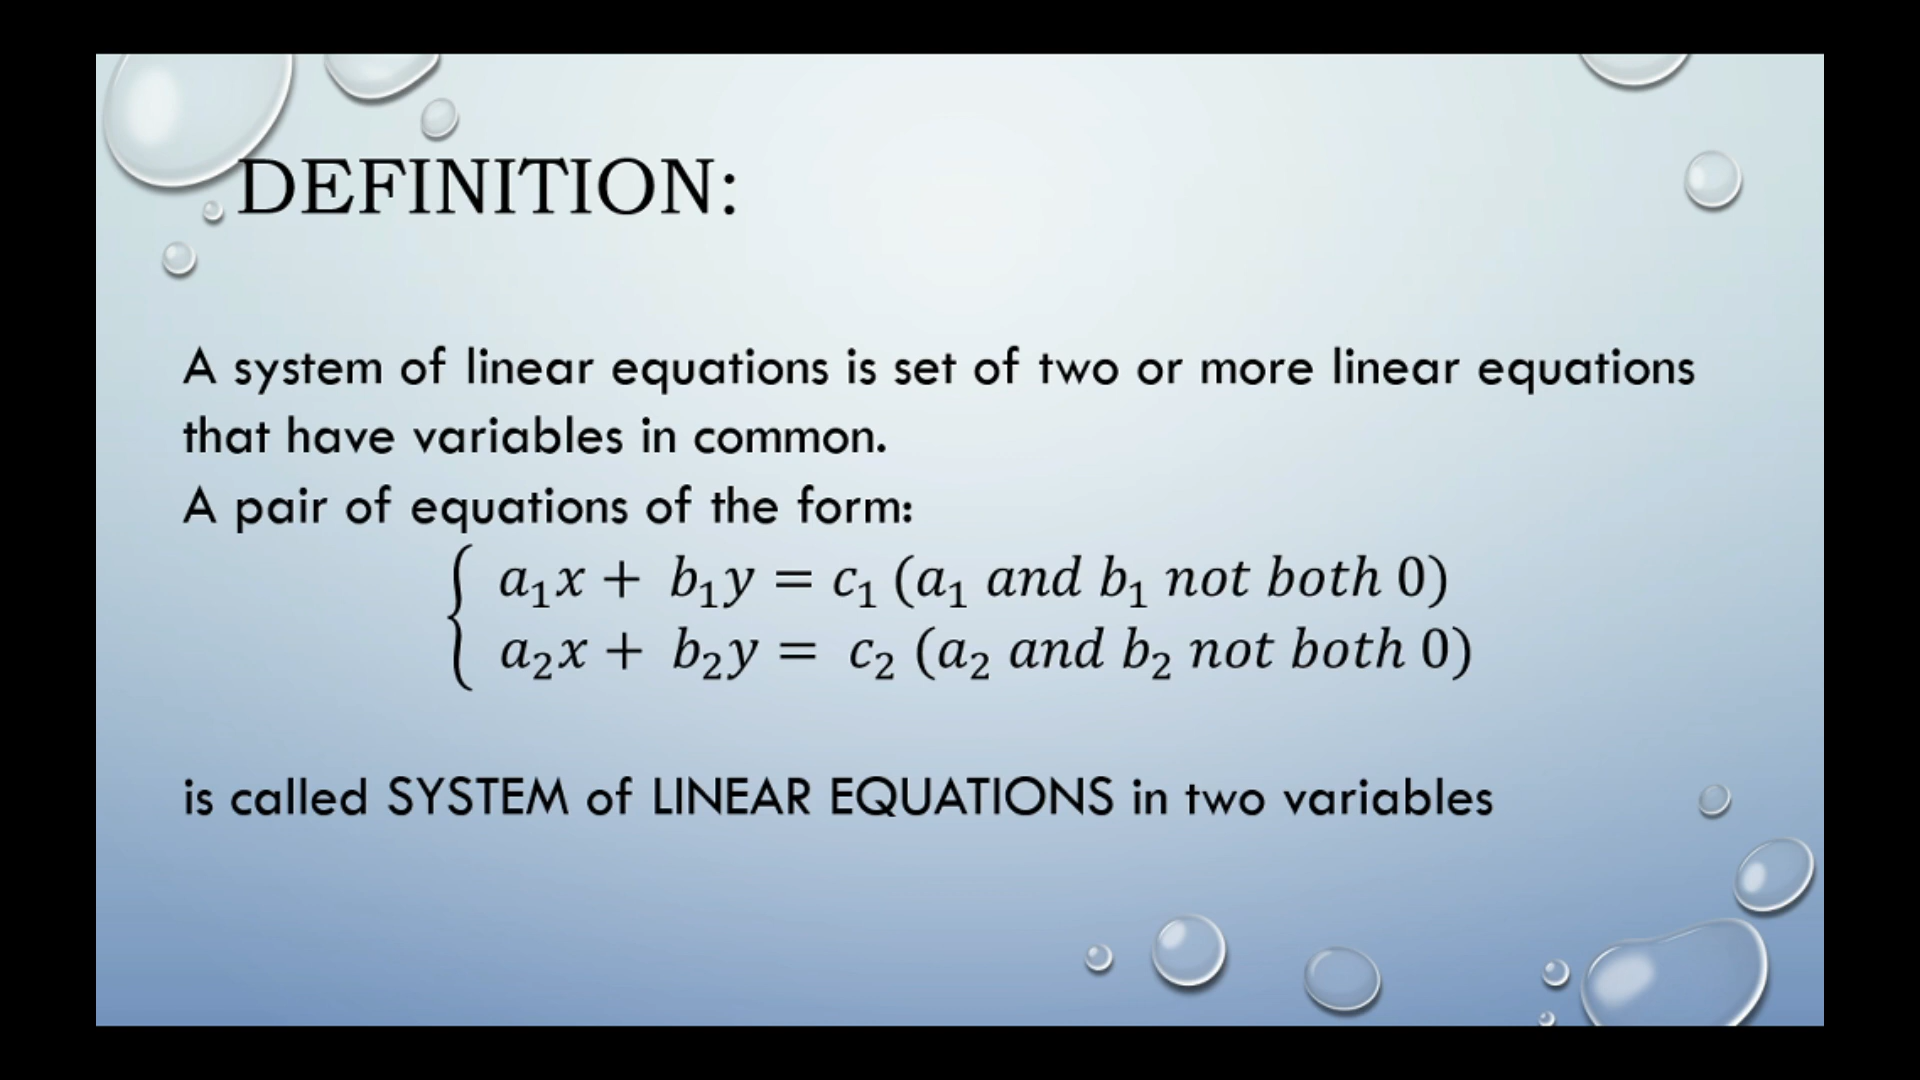 DEFINITION:
A system of linear equations is set of two or more linear equations
that have variables in common.
A pair of equations of the form:
{ a₁x + b₁y = c₁ (a₁ and b₁ not both 0)
a₂x + b₂y = c₂ (a₂ and b₂ not both 0)
is called SYSTEM of LINEAR EQUATIONS in two variables